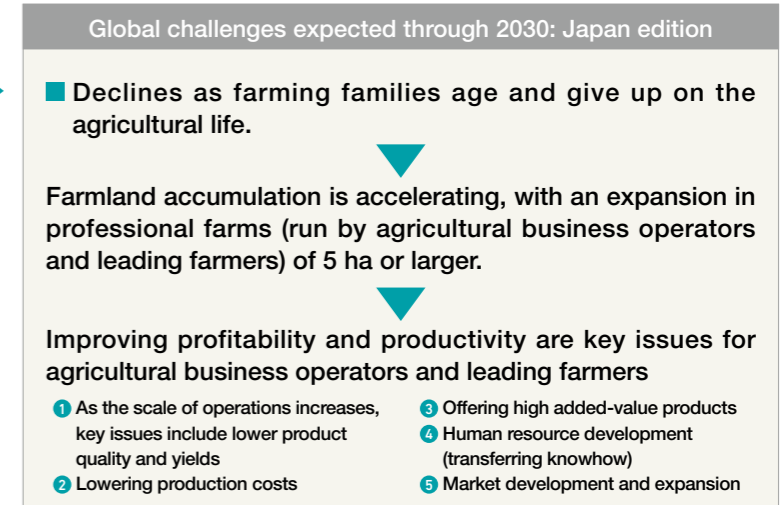 Global challenges expected through 2030: Japan edition
Declines as farming families age and give up on the
agricultural life.
Farmland accumulation is accelerating, with an expansion in
professional farms (run by agricultural business operators
and leading farmers) of 5 ha or larger.
Improving profitability and productivity are key issues for
agricultural business operators and leading farmers
1 As the scale of operations increases,
key issues include lower product
quality and yields
2 Lowering production costs
3 Offering high added-value products
4 Human resource development
(transferring knowhow)
5 Market development and expansion